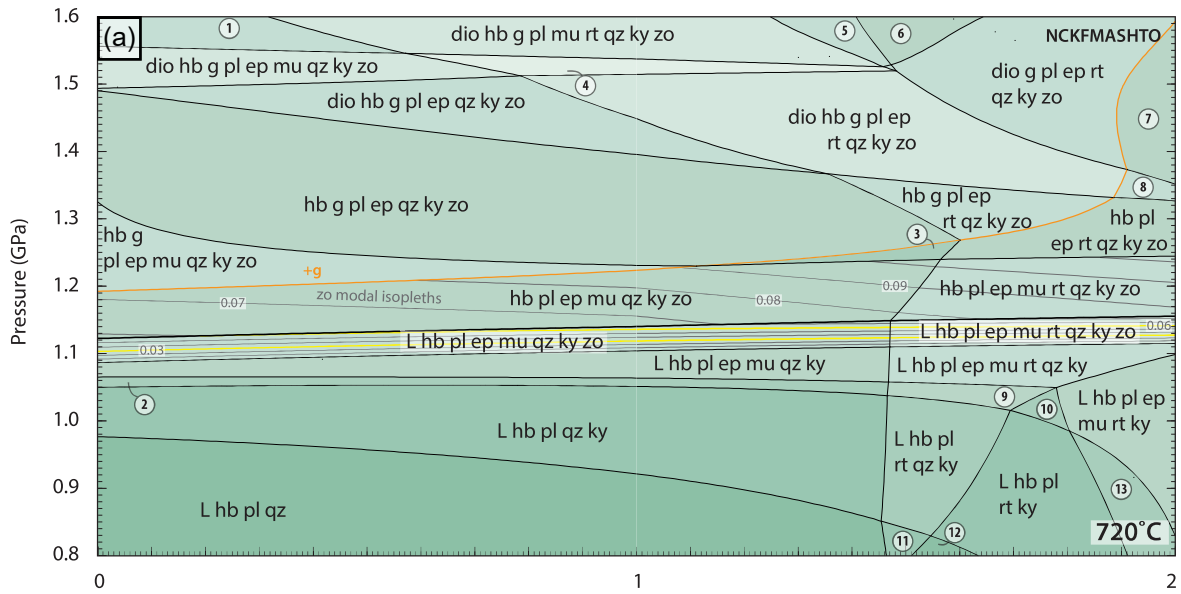 1.6
(a)
1
dio hb g pl mu rt qz ky zo
5
6
NCKFMASHTO
dio hb g pl ep mu qz ky zo
1.5
4
dio g pl ep rt
qz ky zo
dio hb g pl ep qz ky zo
7
dio hb g pl ep
rt qz ky zo
1.4
8
hb g pl ep
rt qz ky zo
hb g pl ep qz ky zo
1.3
3
hb pl
ep rt qz ky zo
hb g
pl ep mu qz ky zo
Pressure (GPa)
+g
zo modal isopleths
0.07
hb pl ep mu qz ky zo
0.08
0.09
hb pl ep mu rt qz ky zo
1.2
0.06
L hb pl ep mu qz ky zo
L hb pl ep mu rt qz ky zo
0.03
1.1
L hb pl ep mu qz ky
L hb pl ep mu rt qz ky
2
9
10
L hb pl ep
mu rt ky
1.0
L hb pl qz ky
L hb pl
rt qz ky
L hb pl
rt ky
13
0.9
L hb pl qz
11
12
720°C
0.8
0
1
2